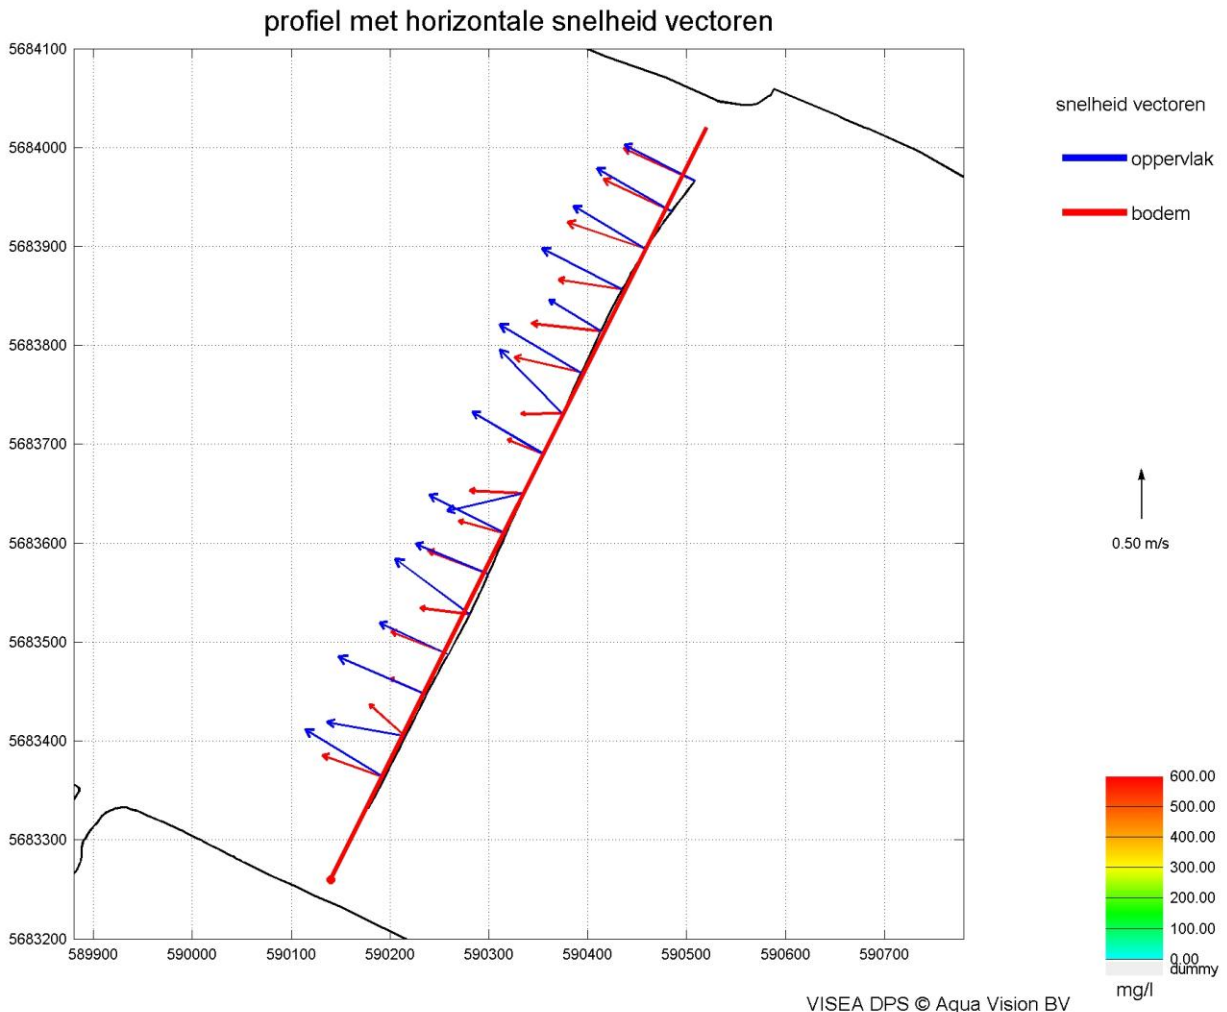 profiel met horizontale snelheid vectoren
5684100
5684000
5683900
5683800
5683700
5683600
5683500
5683400
5683300
5683200
589900 590000 590100 590200 590300 590400 590500 590600 590700
snelheid vectoren
oppervlak
bodem
0.50 m/s
600.00
500.00
400.00
300.00
200.00
100.00
0.00
dummy
mg/l
VISEA DPS © Aqua Vision BV